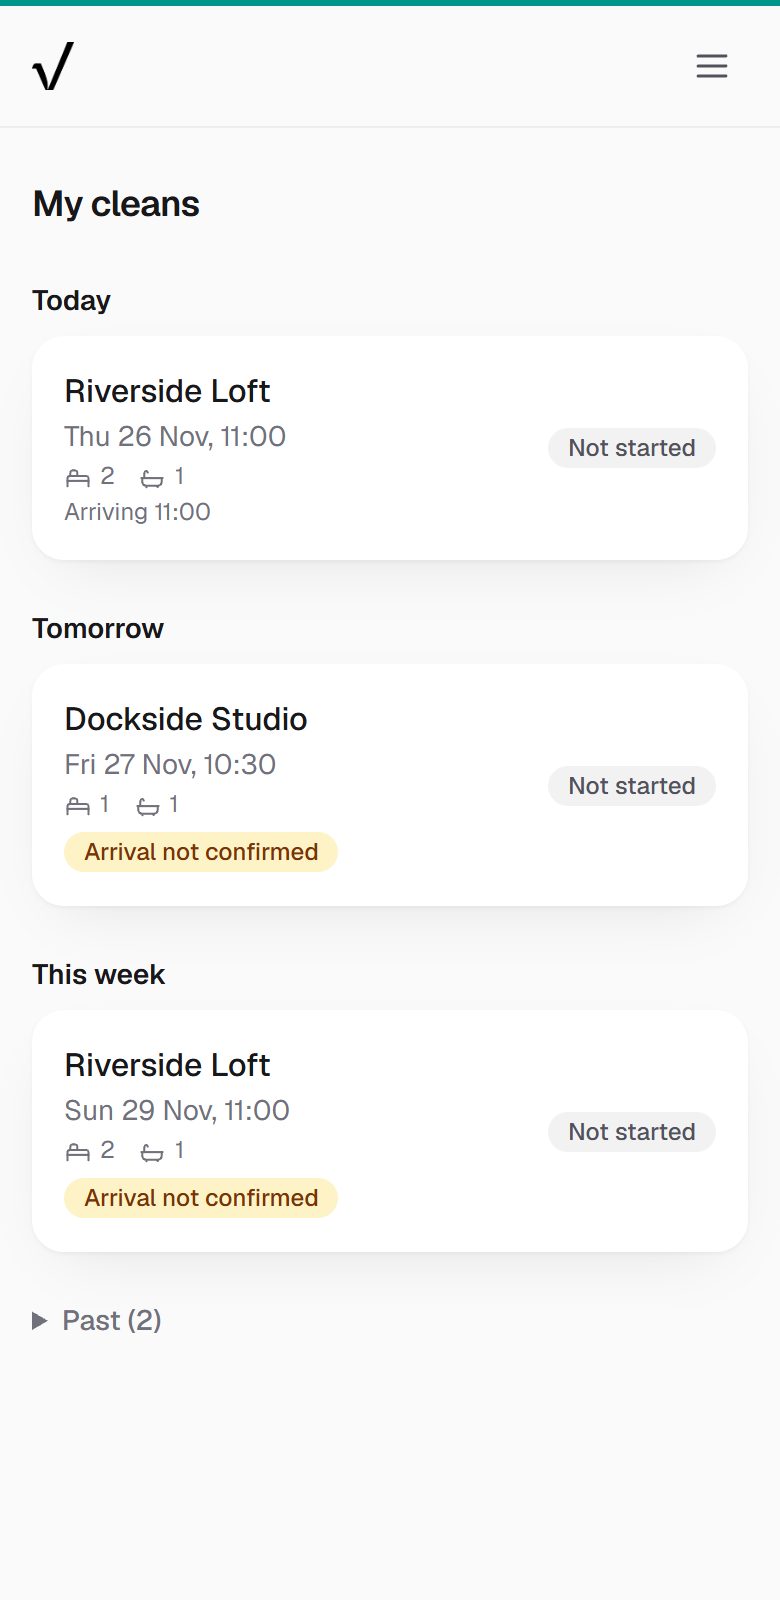 My cleans
Today
Riverside Loft
Thu 26 Nov, 11:00
2 1
Arriving 11:00
Not started
Tomorrow
Dockside Studio
Fri 27 Nov, 10:30
1 1
Arrival not confirmed
Not started
This week
Riverside Loft
Sun 29 Nov, 11:00
2 1
Arrival not confirmed
Not started
Past (2)